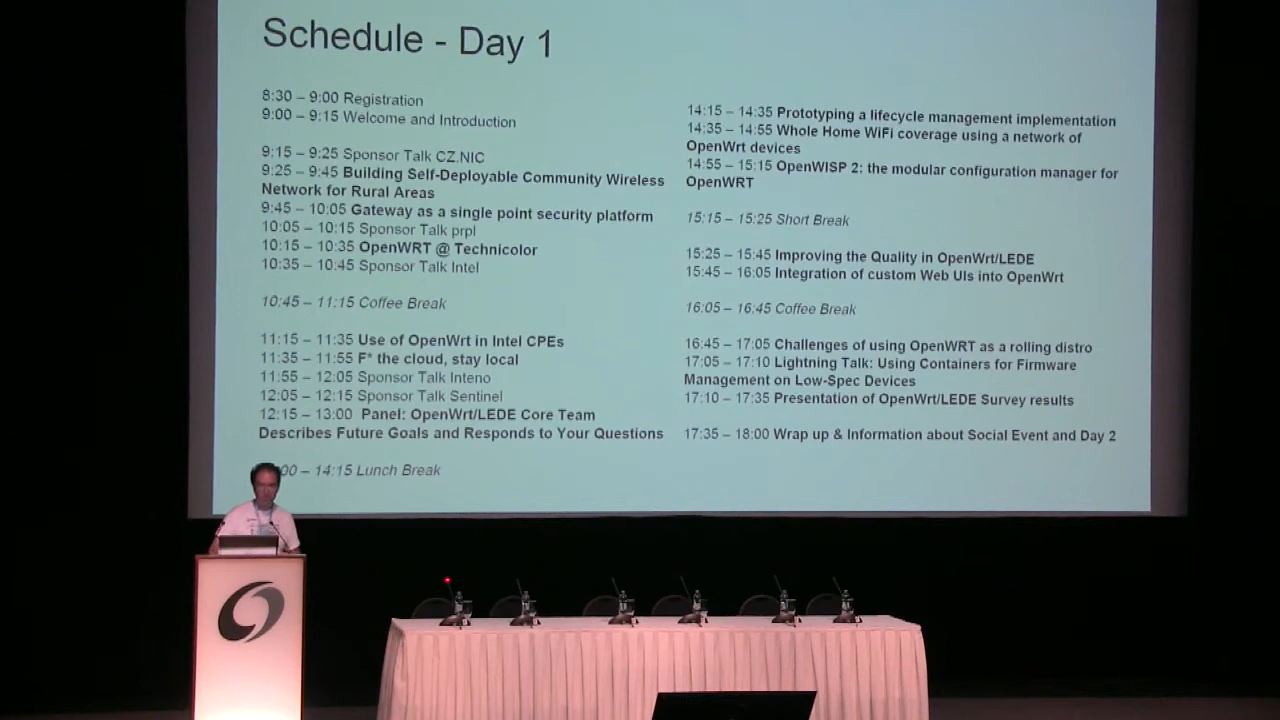 Schedule - Day 1
8:30 – 9:00 Registration
9:00 – 9:15 Welcome and Introduction
9:15 – 9:25 Sponsor Talk CZ.NIC
9:25 – 9:45 Building Self-Deployable Community Wireless
Network for Rural Areas
9:45 – 10:05 Gateway as a single point security platform
10:05 – 10:15 Sponsor Talk prpl
10:15 – 10:35 OpenWRT @ Technicolor
10:35 – 10:45 Sponsor Talk Intel
10:45 – 11:15 Coffee Break
11:15 – 11:35 Use of OpenWrt in Intel CPEs
11:35 – 11:55 F* the cloud, stay local
11:55 – 12:05 Sponsor Talk Inteno
12:05 – 12:15 Sponsor Talk Sentinel
12:15 – 13:00 Panel: OpenWrt/LEDE Core Team
Describes Future Goals and Responds to Your Questions
00 – 14:15 Lunch Break
14:15 – 14:35 Prototyping a lifecycle management implementation
14:35 – 14:55 Whole Home WiFi coverage using a network of
OpenWrt devices
14:55 – 15:15 OpenWISP 2: the modular configuration manager for
OpenWRT
15:15 – 15:25 Short Break
15:25 – 15:45 Improving the Quality in OpenWrt/LEDE
15:45 – 16:05 Integration of custom Web UIs into OpenWrt
16:05 – 16:45 Coffee Break
16:45 – 17:05 Challenges of using OpenWRT as a rolling distro
17:05 – 17:10 Lightning Talk: Using Containers for Firmware
Management on Low-Spec Devices
17:10 – 17:35 Presentation of OpenWrt/LEDE Survey results
17:35 – 18:00 Wrap up & Information about Social Event and Day 2